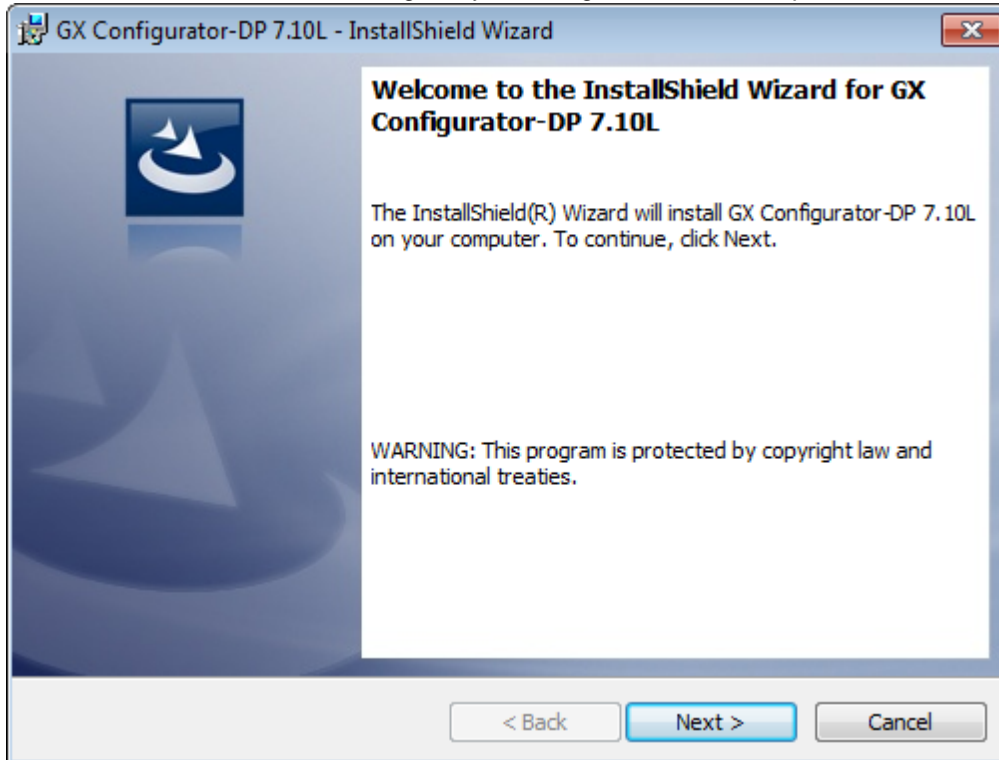 GX Configurator-DP 7.10L - InstallShield Wizard
Welcome to the InstallShield Wizard for GX
Configurator-DP 7.10L
The InstallShield(R) Wizard will install GX Configurator-DP 7.10L
on your computer. To continue, click Next.
WARNING: This program is protected by copyright law and
international treaties.
< Back
Next >
Cancel